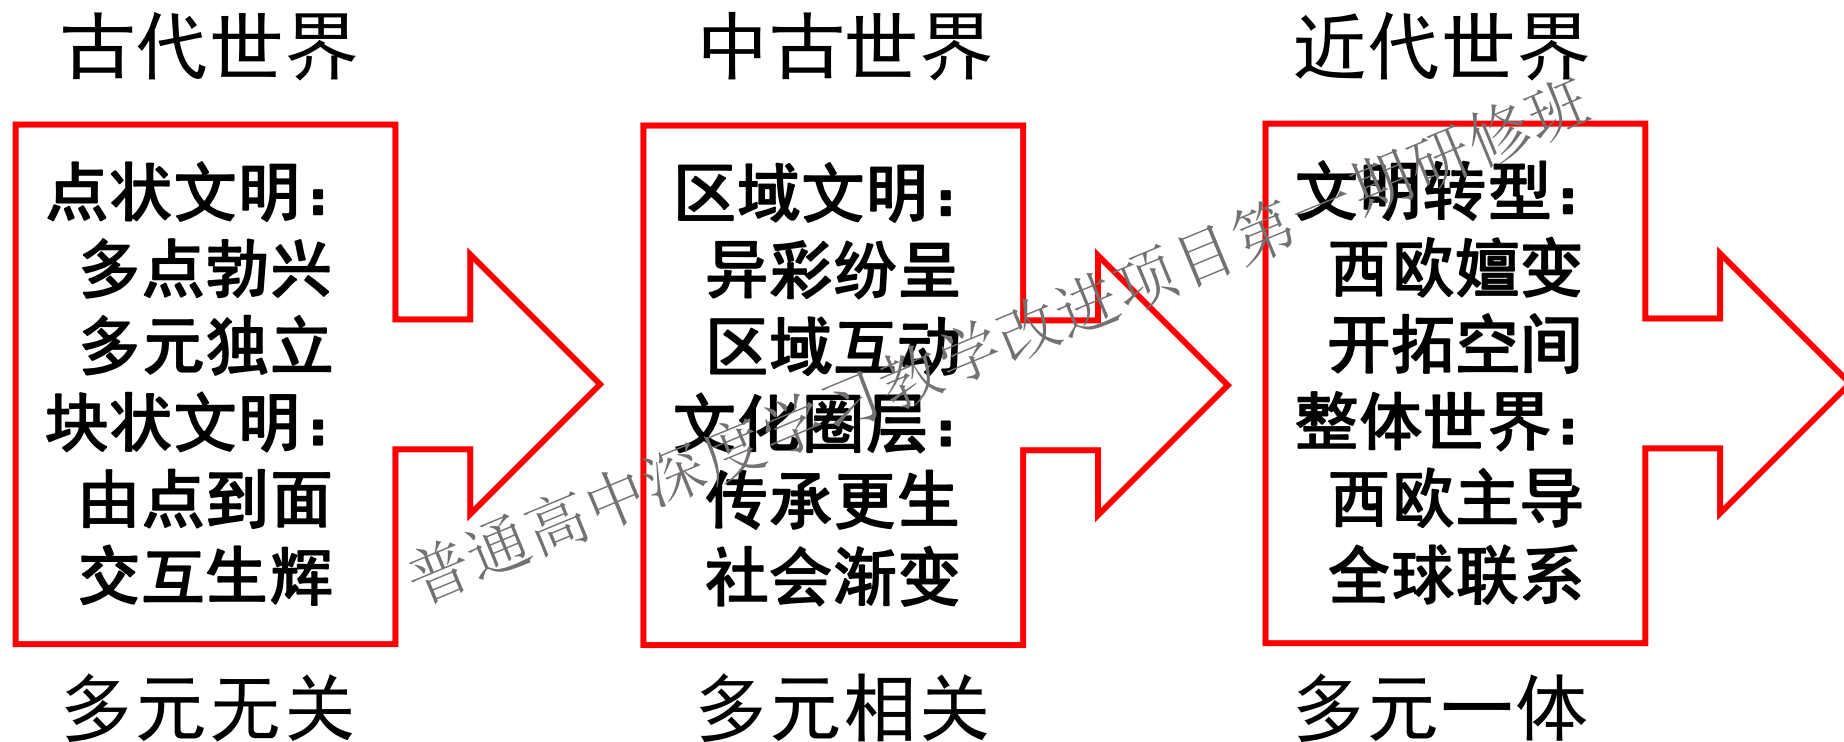 古代世界
点状文明：
多点勃兴
多元独立
块状文明：
由点到面
交互生辉
多元无关
中古世界
区域文明：
异彩纷呈
区域互动
文化圈层：
传承更生
社会渐变
多元相关
近代世界
文明转型：
西欧嬗变
开拓空间
整体世界：
西欧主导
全球联系
多元一体
普通高中深度学习教学改进项目第一期研修班